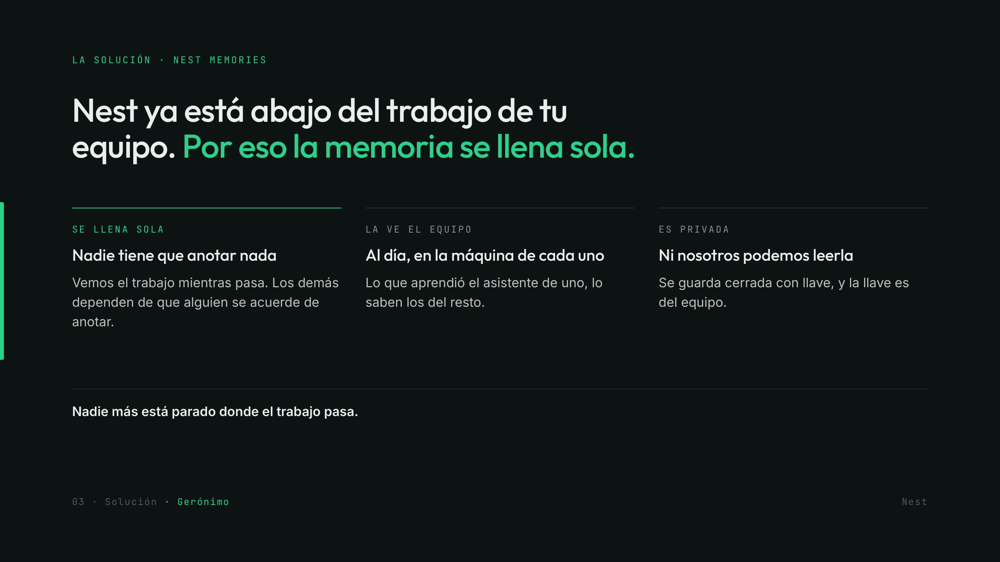 LA SOLUCIÓN · NEST MEMORIES
Nest ya está abajo del trabajo de tu
equipo. Por eso la memoria se llena sola.
SE LLENA SOLA
Nadie tiene que anotar nada
Vemos el trabajo mientras pasa. Los demás
dependen de que alguien se acuerde de
anotar.
LA VE EL EQUIPO
Al día, en la máquina de cada uno
Lo que aprendió el asistente de uno, lo
saben los del resto.
ES PRIVADA
Ni nosotros podemos leerla
Se guarda cerrada con llave, y la llave es
del equipo.
Nadie más está parado donde el trabajo pasa.
03 · Solución · Gerónimo
Nest